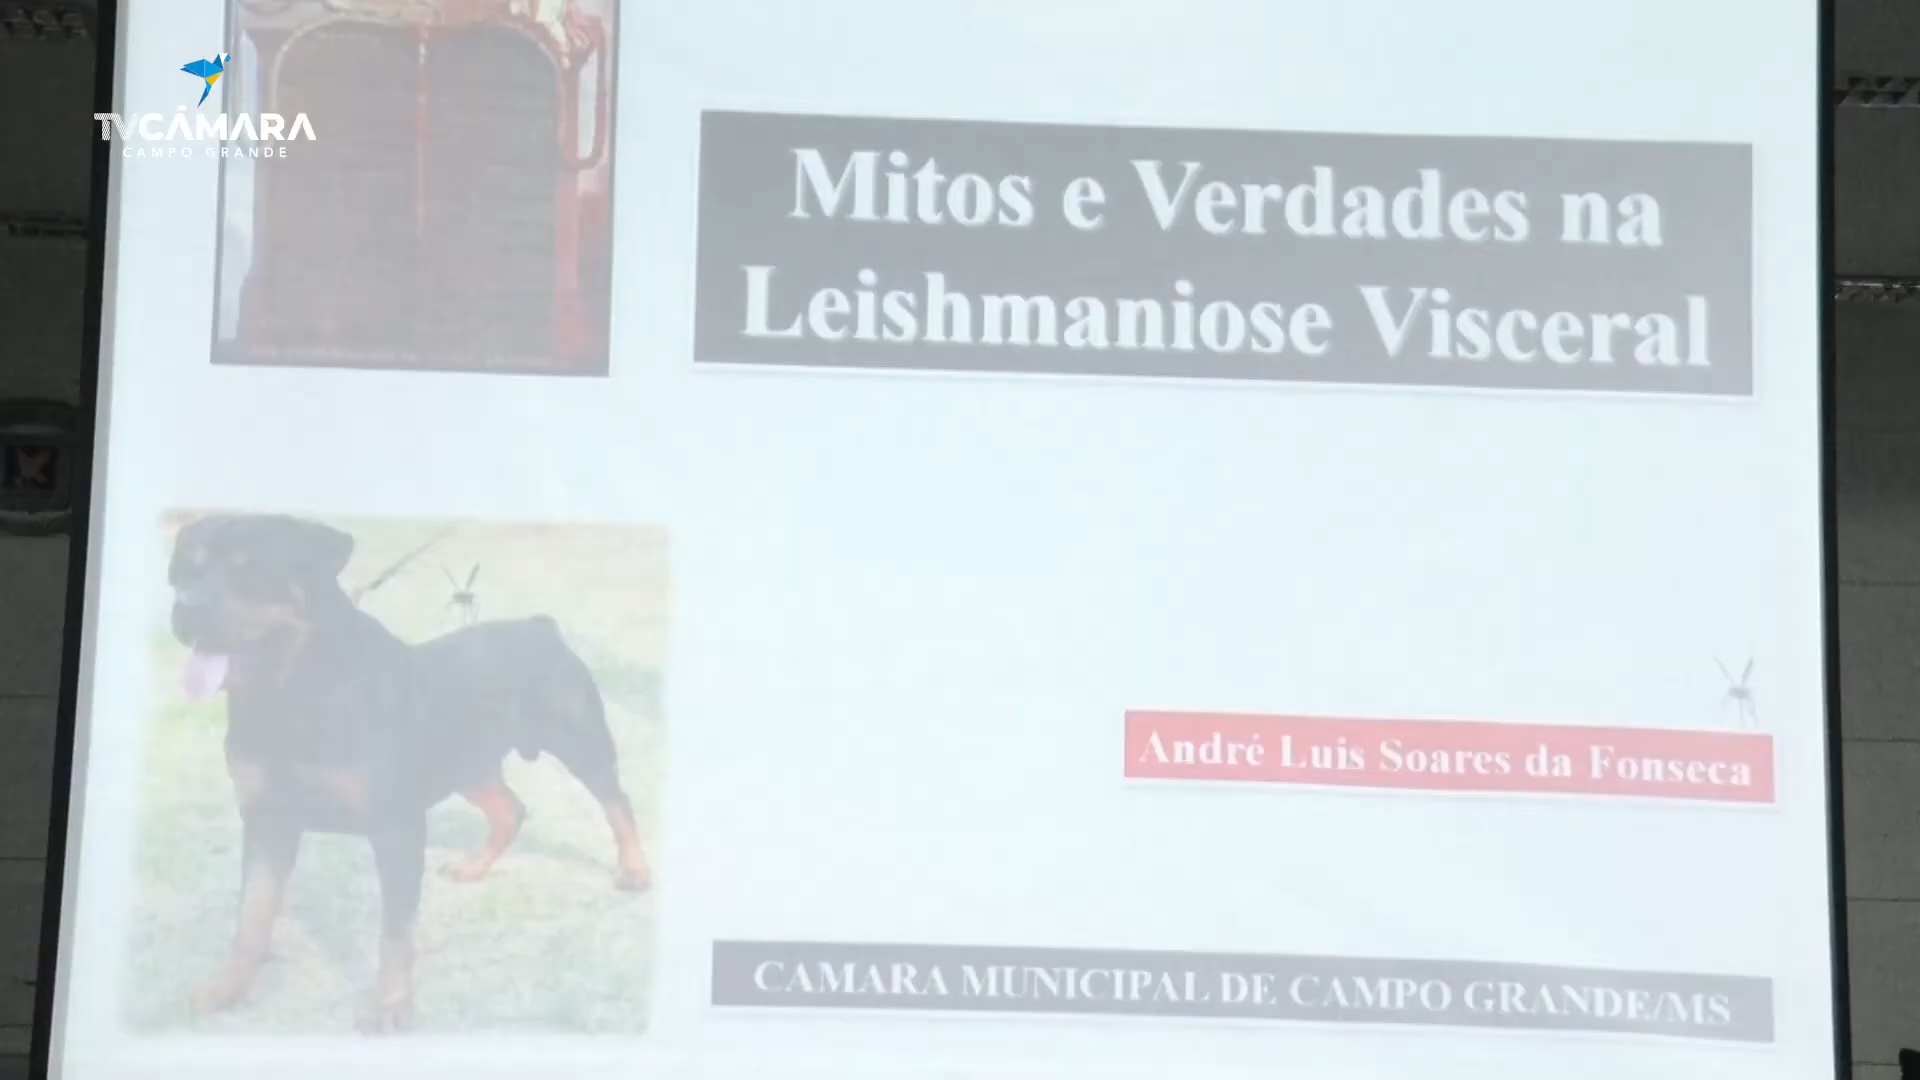 TVCÂMARA
CAMPO GRANDE
Mitos e Verdades na
Leishmaniose Visceral
André Luis Soares da Fonseca
CAMARA MUNICIPAL DE CAMPO GRANDE/MS